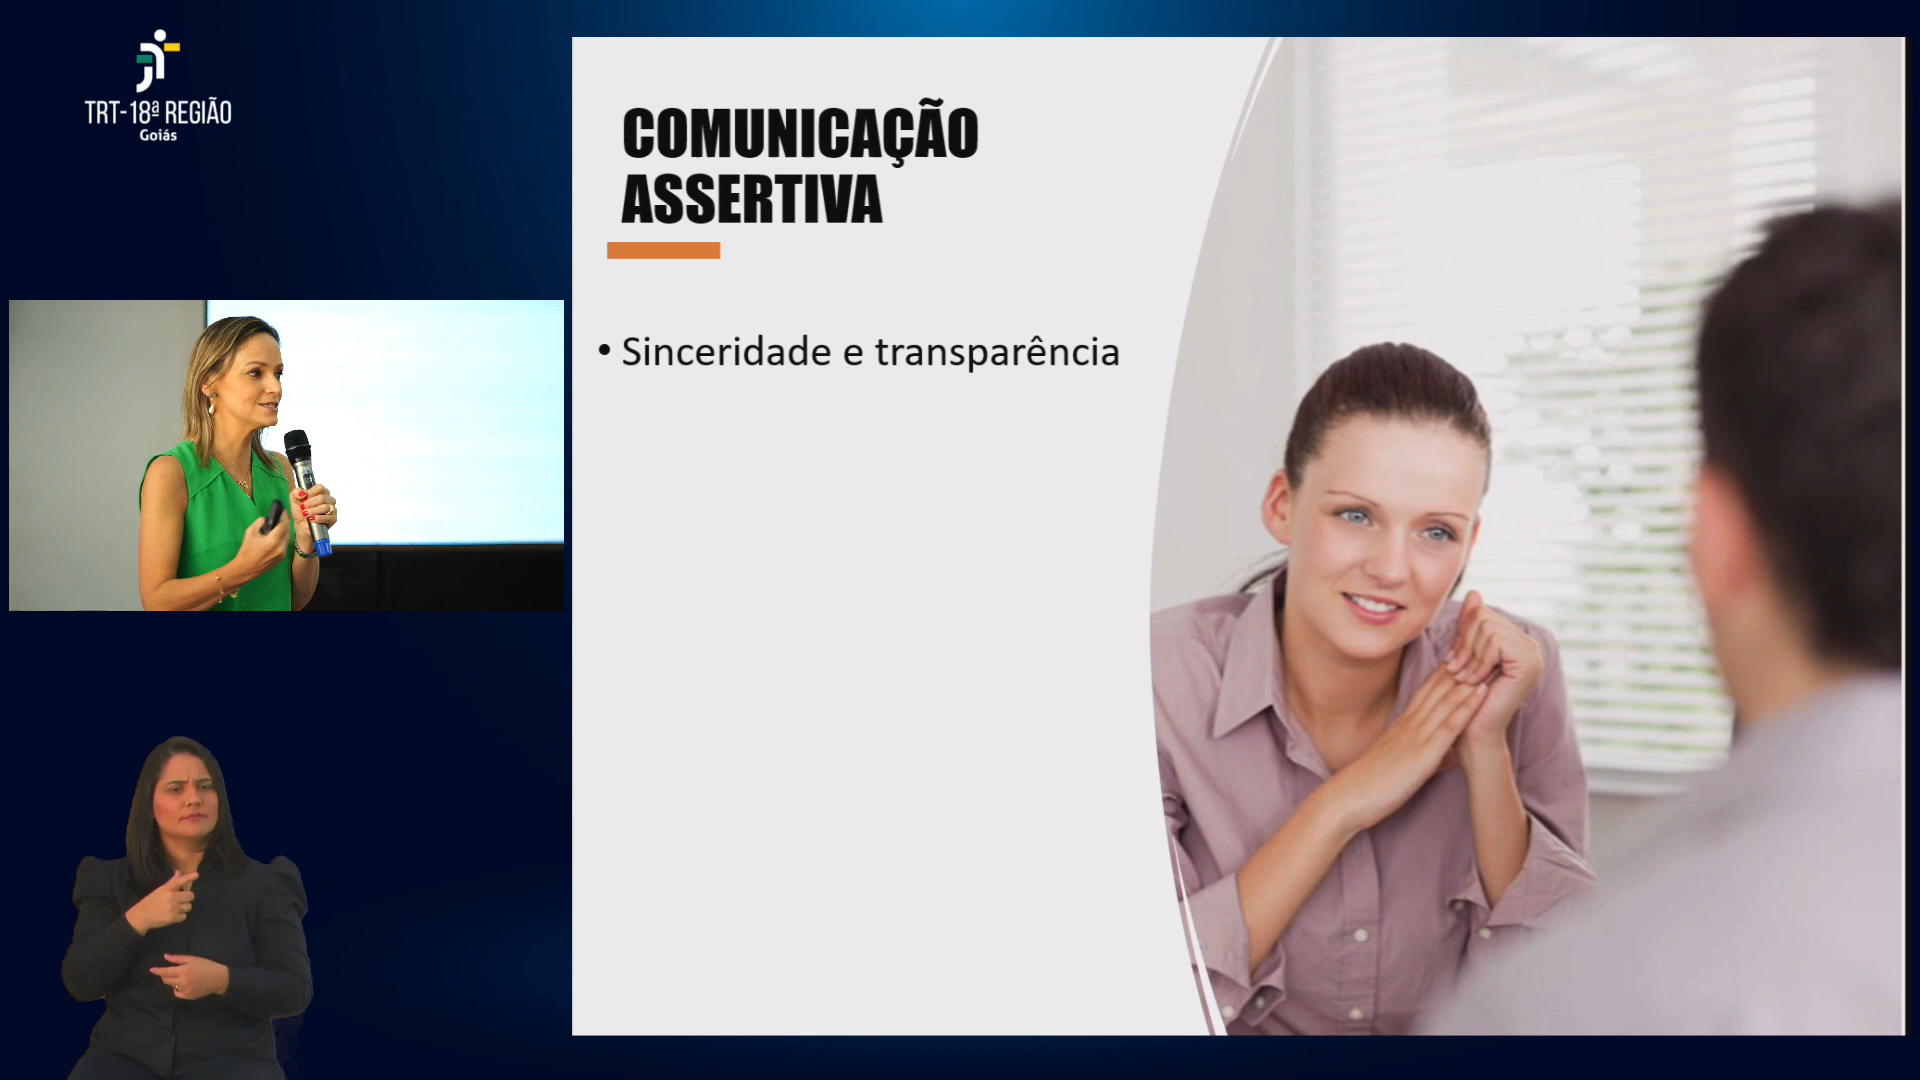 TRT-18ª REGIÃO
Goiás
COMUNICAÇÃO
ASSERTIVA
• Sinceridade e transparência